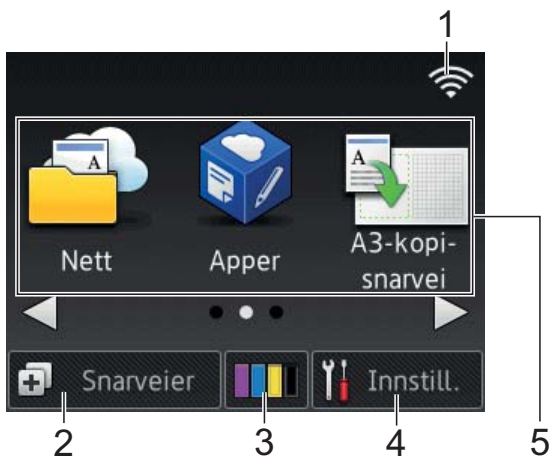 1
A
A
Nett
Apper
A3-kopi-
snarvei
Snarveier
Innstill.
2
3
4
5